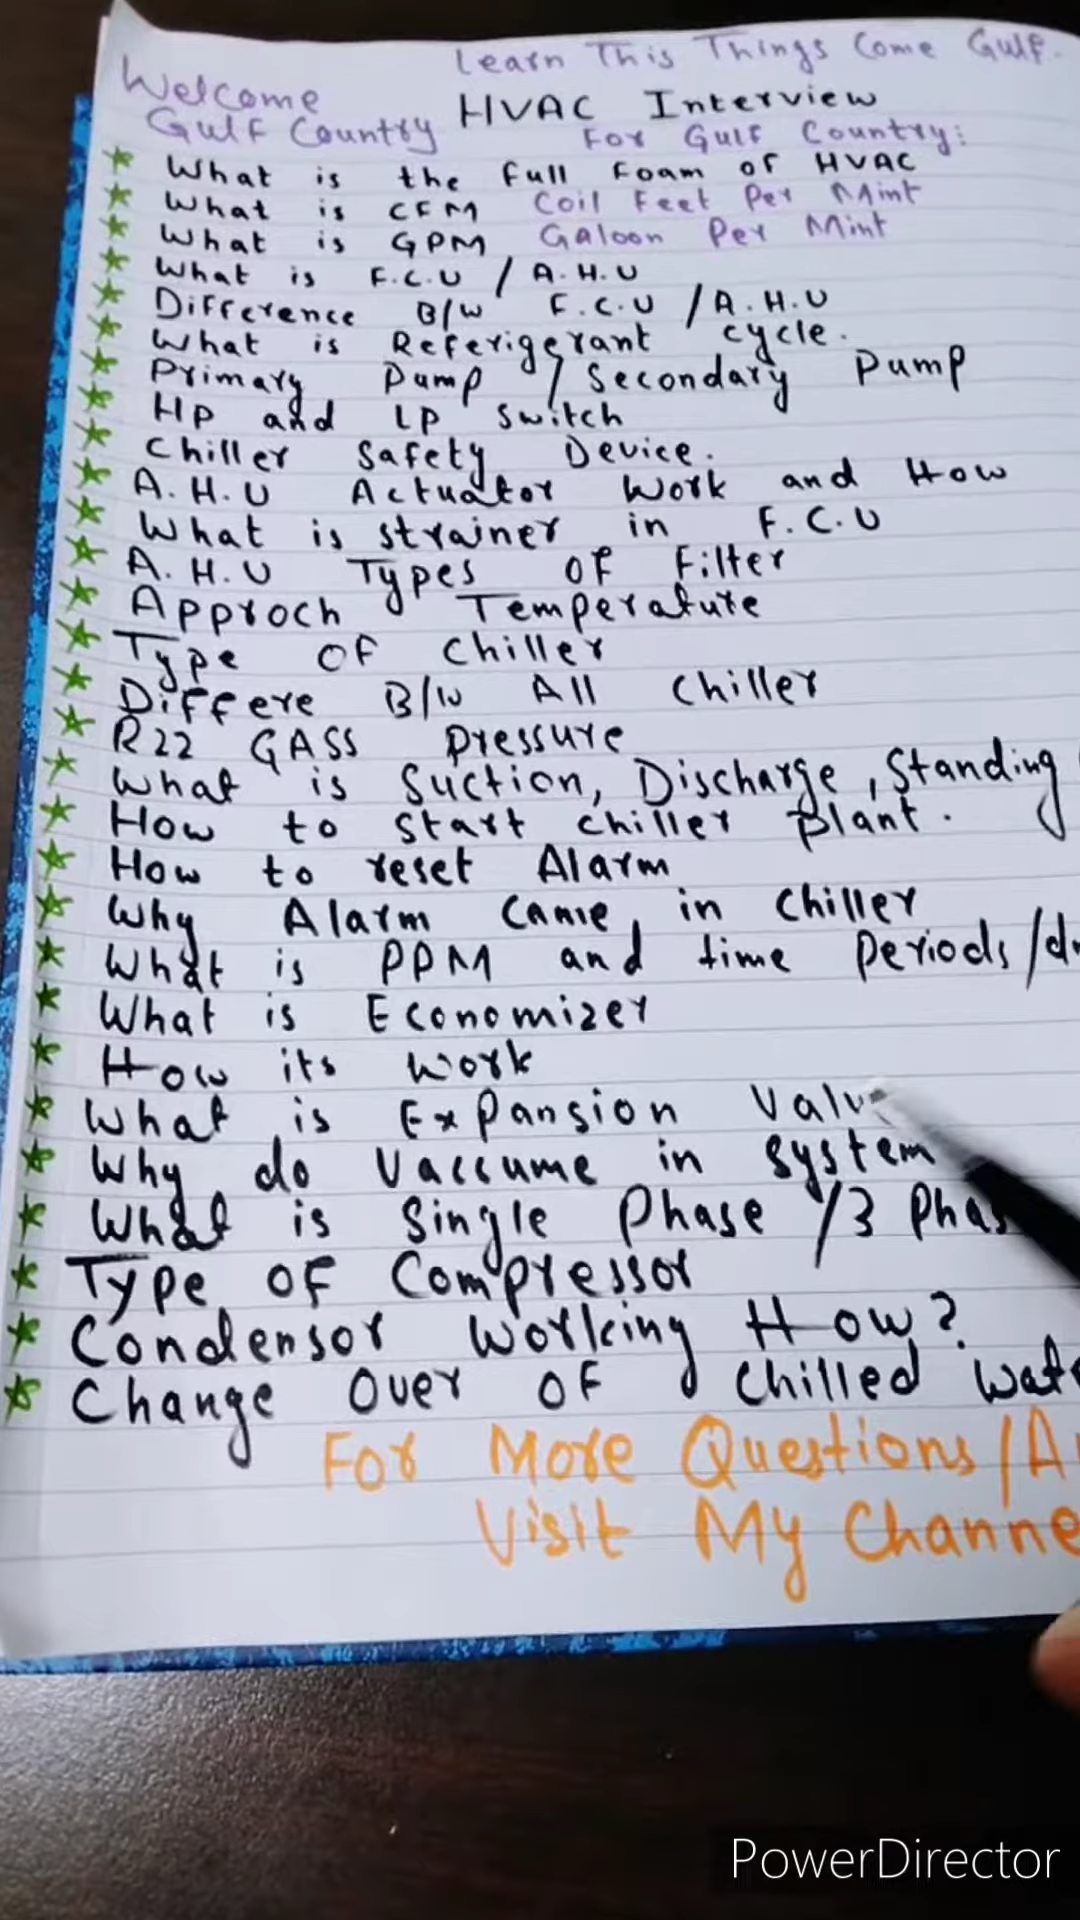 Learn This Things Come Gulf.
Welcome
Gulf Country
HVAC Interview
For Gulf Country:
What is the full Foam of HVAC
What is CFM Coil Feet Per Mint
What is GPM Galoon Per Mint
What is F.C.U / A.H.U
Difference B/w F.C.U / A.H.U
What is Referigerant cycle.
Primary Pump / Secondary Pump
HP and LP Switch
Chiller Safety Device.
A.H.U Actuator Work and How
What is strainer in F.C.U
A.H.U Types of Filter
Approch Temperature
Type of chiller
Differe B/w All chiller
R22 GASS Pressure
What is Suction, Discharge, Standing
How to start chiller plant.
How to reset Alarm
Why Alarm came in chiller
What is PPM and time Periods/
What is Economizer
How its work
What is Expansion
Why do Vaccume in system
What is Single Phase /3
Type of Compressor
Condensor Working How?
Change Over of Chilled
For More Questions/
Visit My
PowerDirector